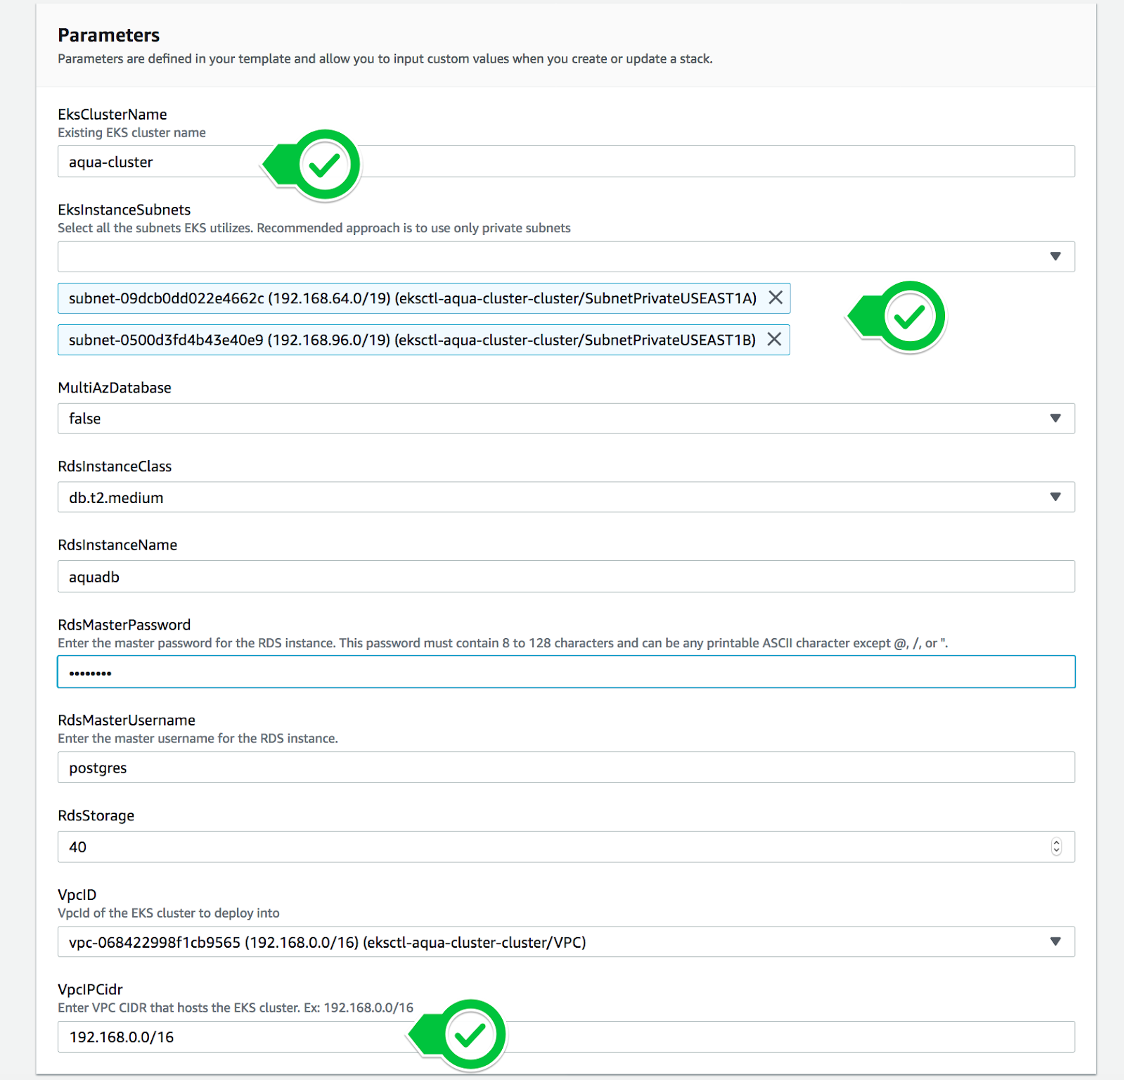 Parameters
Parameters are defined in your template and allow you to input custom values when you create or update a stack.
EksClusterName
Existing EKS cluster name
aqua-cluster
EksInstanceSubnets
Select all the subnets EKS utilizes. Recommended approach is to use only private subnets
subnet-09dcb0dd022e4662c (192.168.64.0/19) (eksctl-aqua-cluster-cluster/SubnetPrivateUSEAST1A)
subnet-0500d3fd4b43e40e9 (192.168.96.0/19) (eksctl-aqua-cluster-cluster/SubnetPrivateUSEAST1B)
MultiAzDatabase
false
RdsInstanceClass
db.t2.medium
RdsInstanceName
aquadb
RdsMasterPassword
Enter the master password for the RDS instance. This password must contain 8 to 128 characters and can be any printable ASCII character except @, /, or ".
••••••••
RdsMasterUsername
Enter the master username for the RDS instance.
postgres
RdsStorage
40
VpcID
VpcId of the EKS cluster to deploy into
vpc-068422998f1cb9565 (192.168.0.0/16) (eksctl-aqua-cluster-cluster/VPC)
VpcIPCidr
Enter VPC CIDR that hosts the EKS cluster. Ex: 192.168.0.0/16
192.168.0.0/16